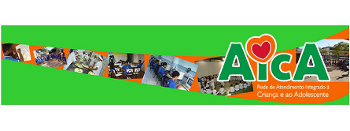 AicA
Rede de Atendimento Integrado à
Criança e ao Adolescente